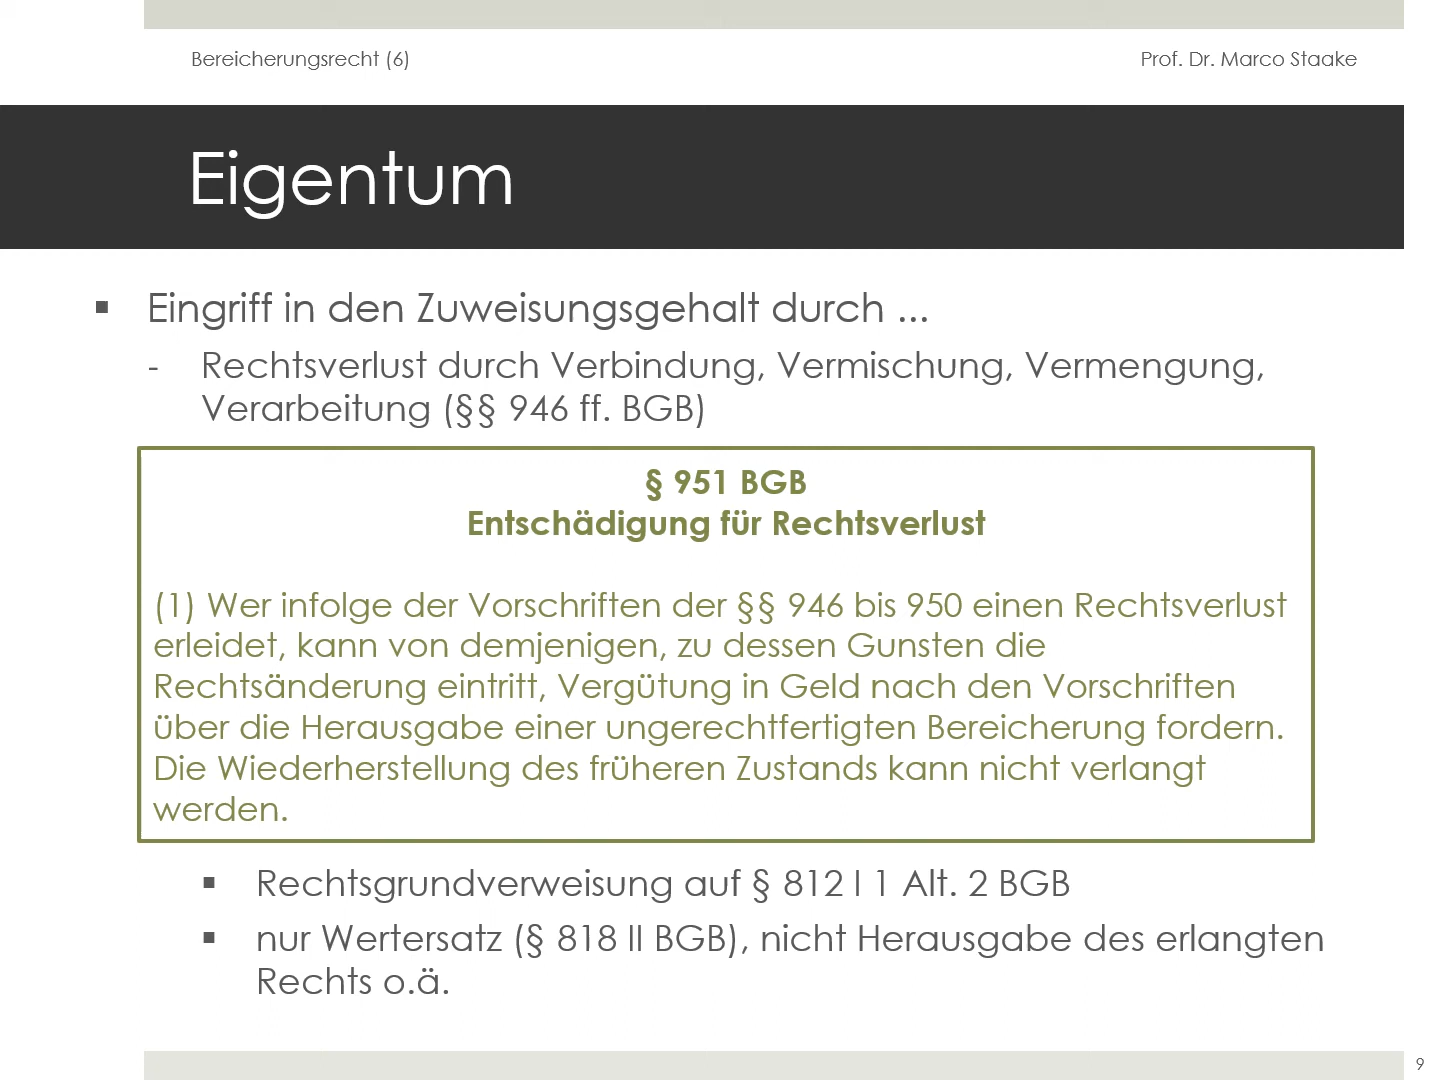 Bereicherungsrecht (6)
Prof. Dr. Marco Staake
Eigentum
▪ Eingriff in den Zuweisungsgehalt durch ...
- Rechtsverlust durch Verbindung, Vermischung, Vermengung,
Verarbeitung (§§ 946 ff. BGB)
§ 951 BGB
Entschädigung für Rechtsverlust
(1) Wer infolge der Vorschriften der §§ 946 bis 950 einen Rechtsverlust
erleidet, kann von demjenigen, zu dessen Gunsten die
Rechtsänderung eintritt, Vergütung in Geld nach den Vorschriften
über die Herausgabe einer ungerechtfertigten Bereicherung fordern.
Die Wiederherstellung des früheren Zustands kann nicht verlangt
werden.
▪ Rechtsgrundverweisung auf § 812 I 1 Alt. 2 BGB
▪ nur Wertersatz (§ 818 II BGB), nicht Herausgabe des erlangten
Rechts o.ä.
9